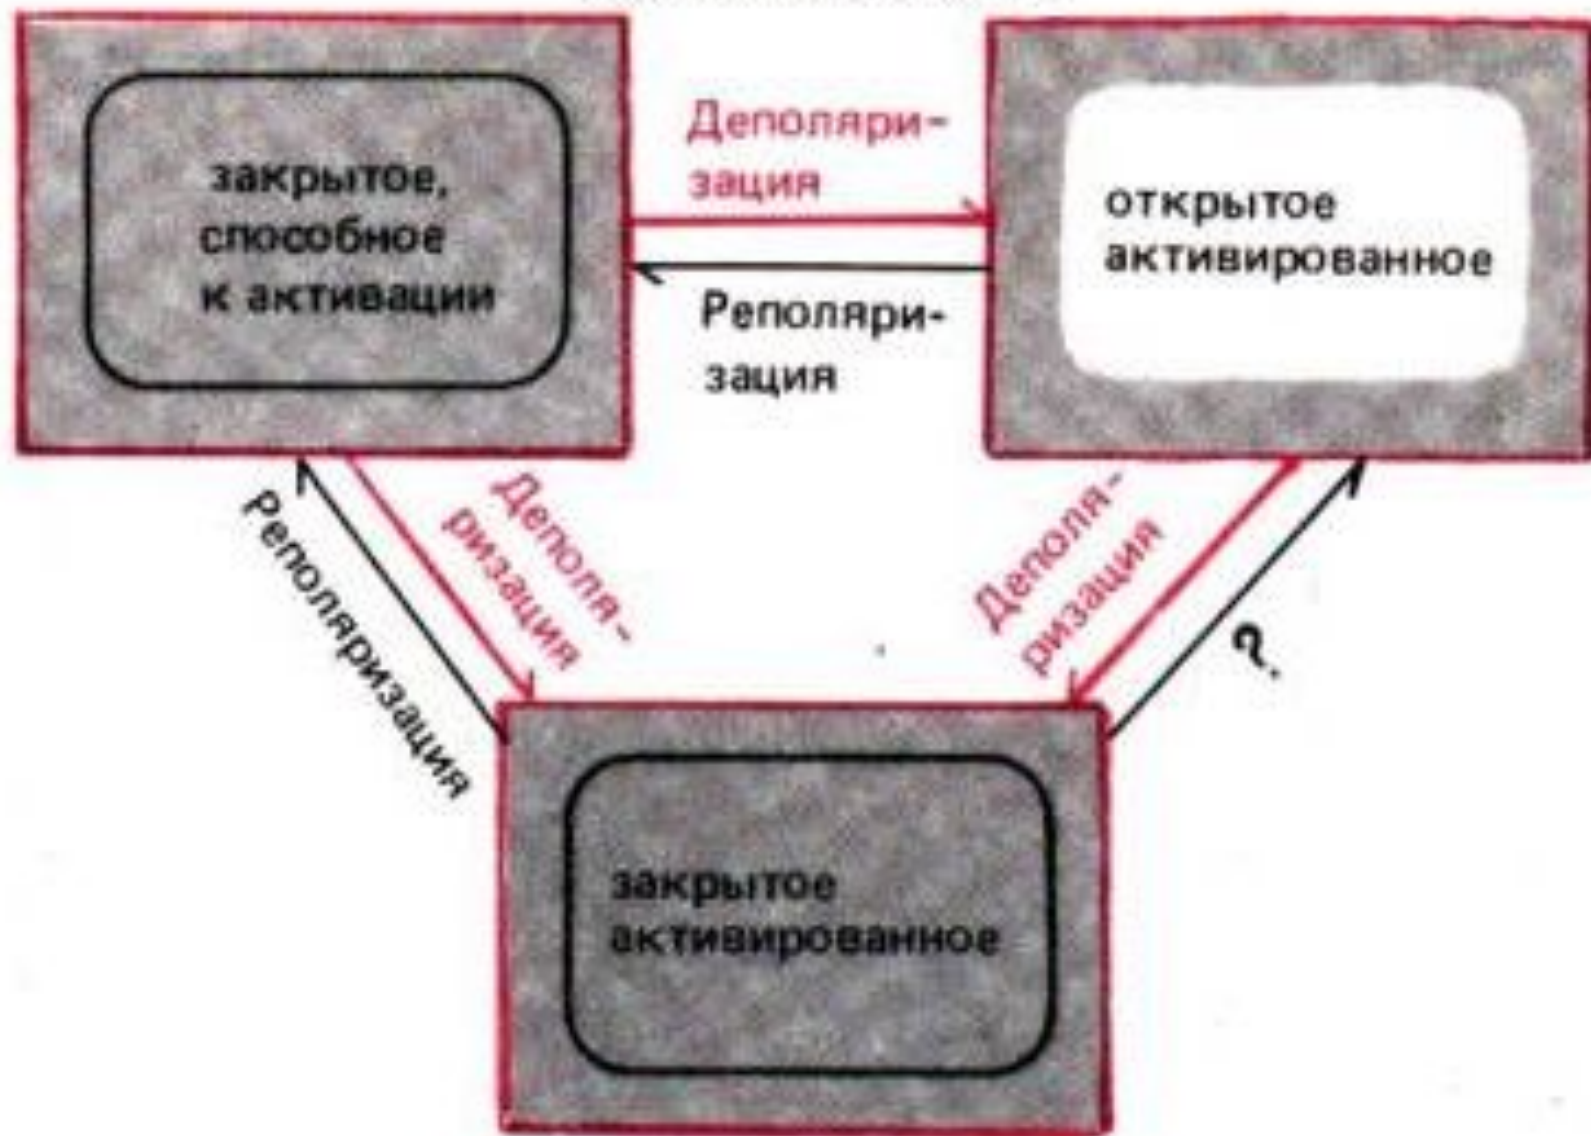 закрытое,
способное
к активации
Деполяри-
зация
Реполяри-
зация
открытое
активированное
Реполяризация
Деполя-
ризация
Деполя-
ризация
?
закрытое
активированное